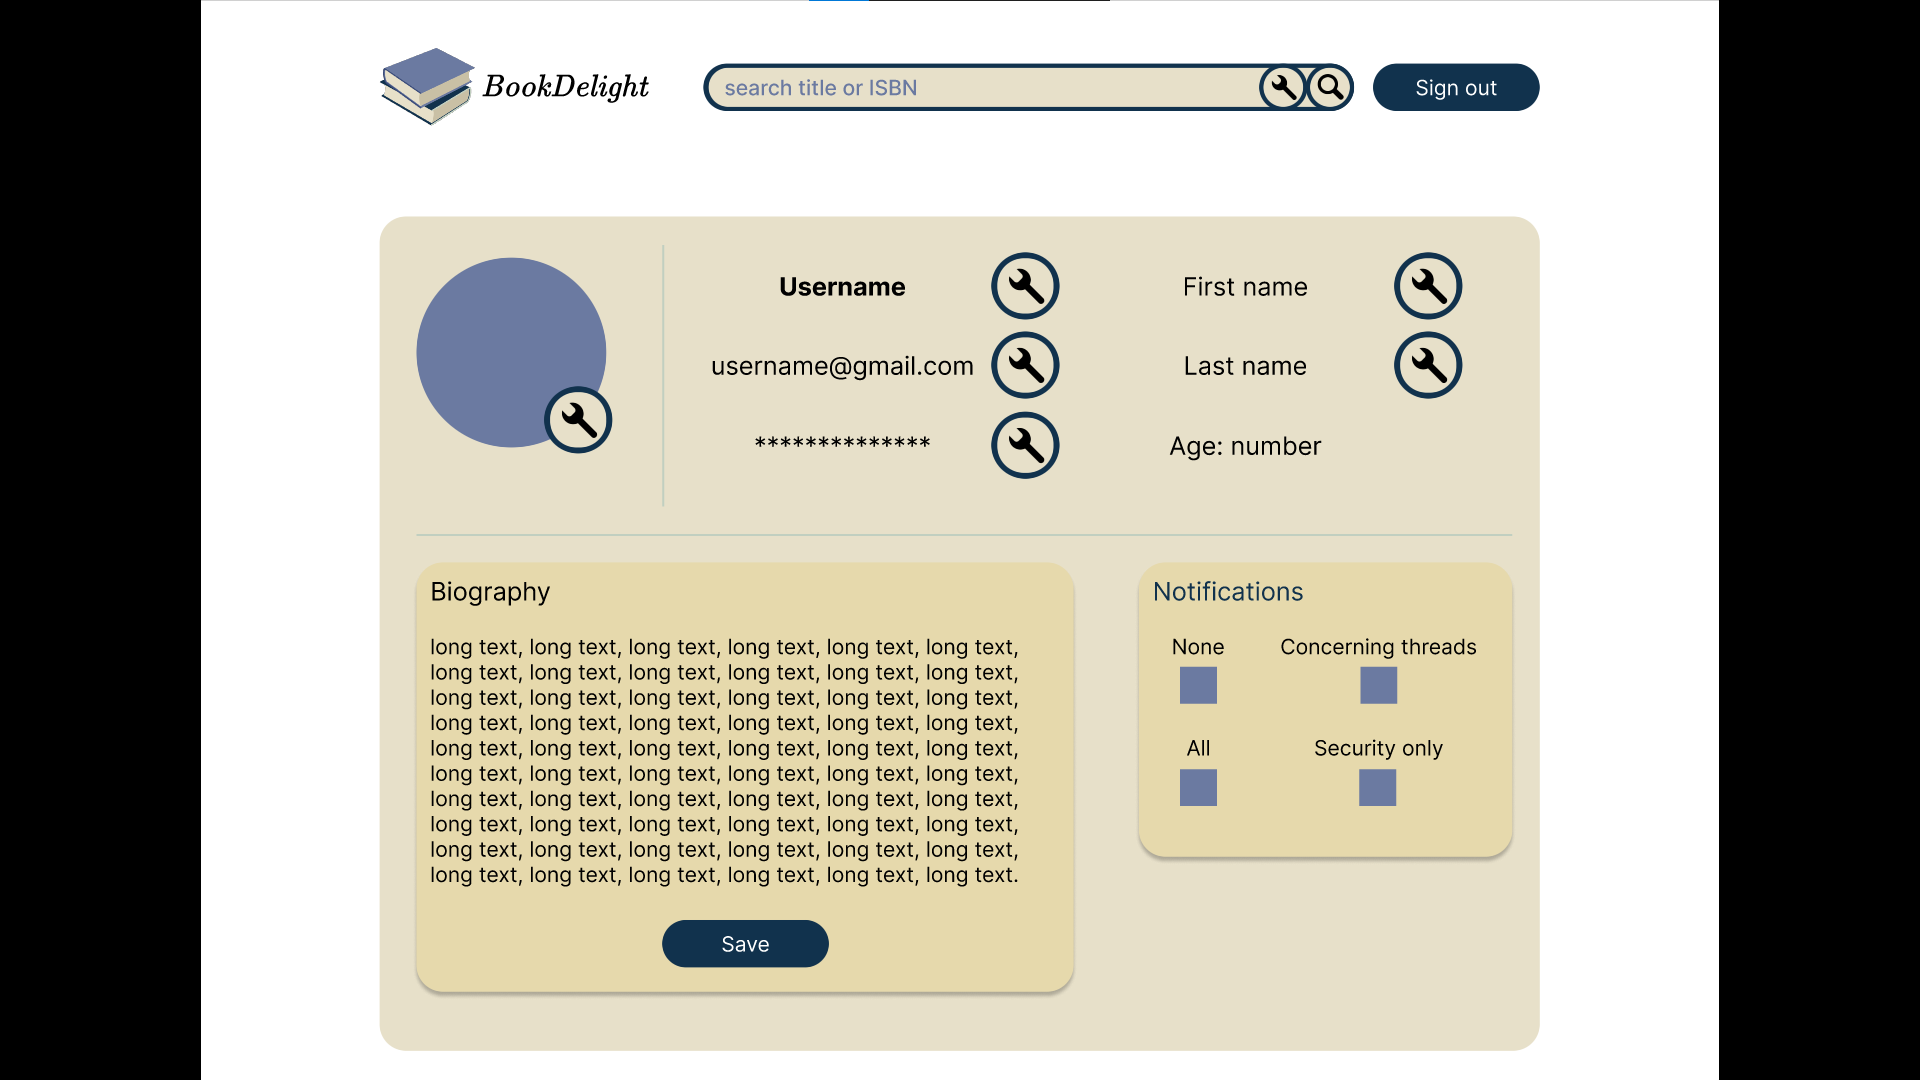 BookDelight
search title or ISBN
Sign out
Username
First name
username@gmail.com
Last name
**************
Age: number
Biography
long text, long text, long text, long text, long text, long text,
long text, long text, long text, long text, long text, long text,
long text, long text, long text, long text, long text, long text,
long text, long text, long text, long text, long text, long text,
long text, long text, long text, long text, long text, long text,
long text, long text, long text, long text, long text, long text,
long text, long text, long text, long text, long text, long text,
long text, long text, long text, long text, long text, long text,
long text, long text, long text, long text, long text, long text,
long text, long text, long text, long text, long text, long text.
Save
Notifications
None
Concerning threads
All
Security only